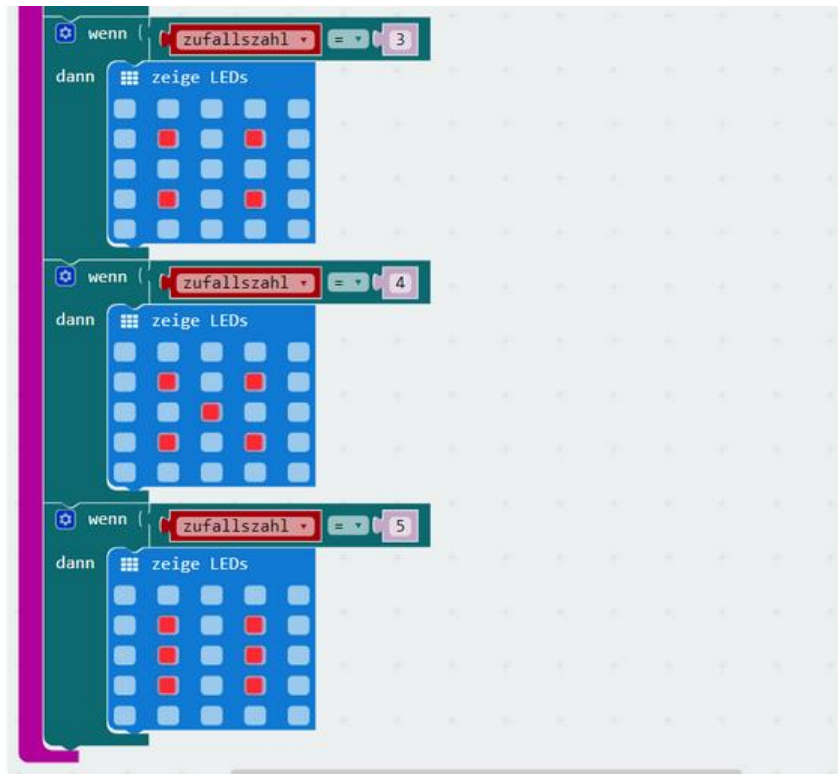 wenn ( zufallszahl = 3
dann zeige LEDs
wenn ( zufallszahl = 4
dann zeige LEDs
wenn ( zufallszahl = 5
dann zeige LEDs